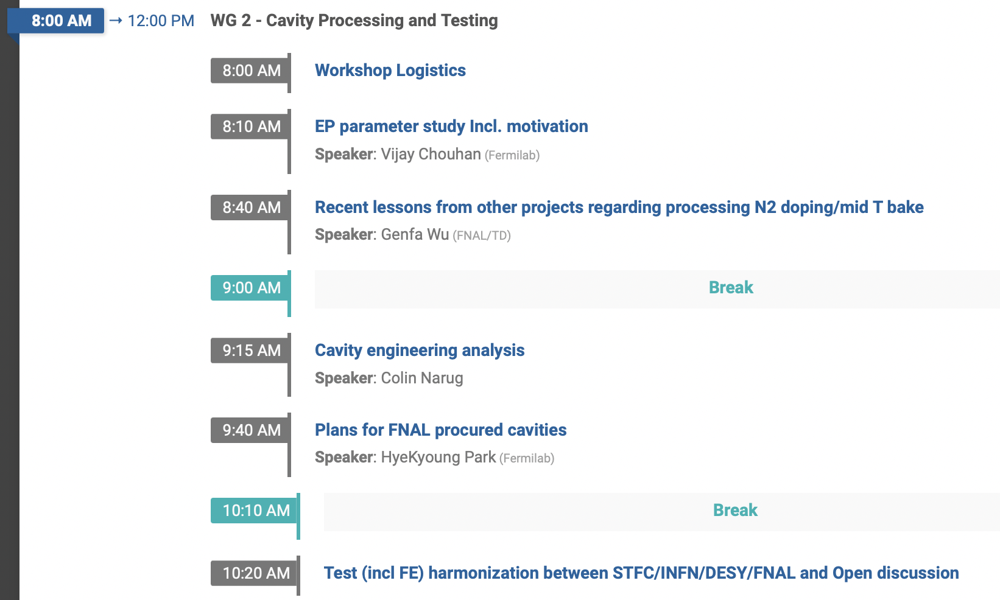 8:00 AM → 12:00 PM WG 2 - Cavity Processing and Testing
8:00 AM Workshop Logistics
8:10 AM EP parameter study Incl. motivation
Speaker: Vijay Chouhan (Fermilab)
8:40 AM Recent lessons from other projects regarding processing N2 doping/mid T bake
Speaker: Genfa Wu (FNAL/TD)
9:00 AM Break
9:15 AM Cavity engineering analysis
Speaker: Colin Narug
9:40 AM Plans for FNAL procured cavities
Speaker: HyeKyoung Park (Fermilab)
10:10 AM Break
10:20 AM Test (incl FE) harmonization between STFC/INFN/DESY/FNAL and Open discussion